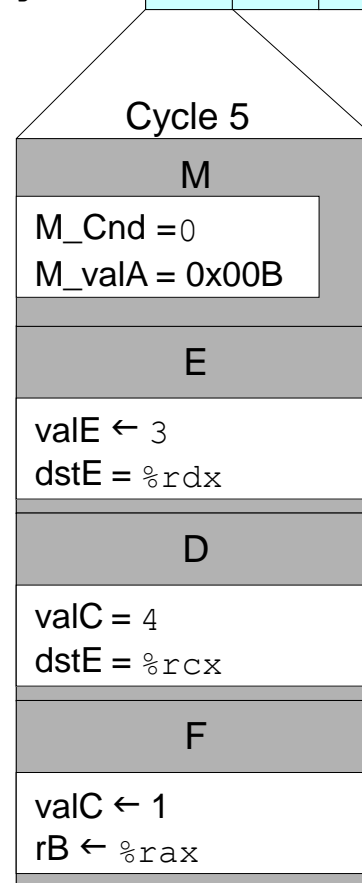 Cycle 5
M
M_Cnd =0
M_valA = 0x00B
E
valE ← 3
dstE = %rdx
D
valC = 4
dstE = %rcx
F
valC ← 1
rB ← %rax